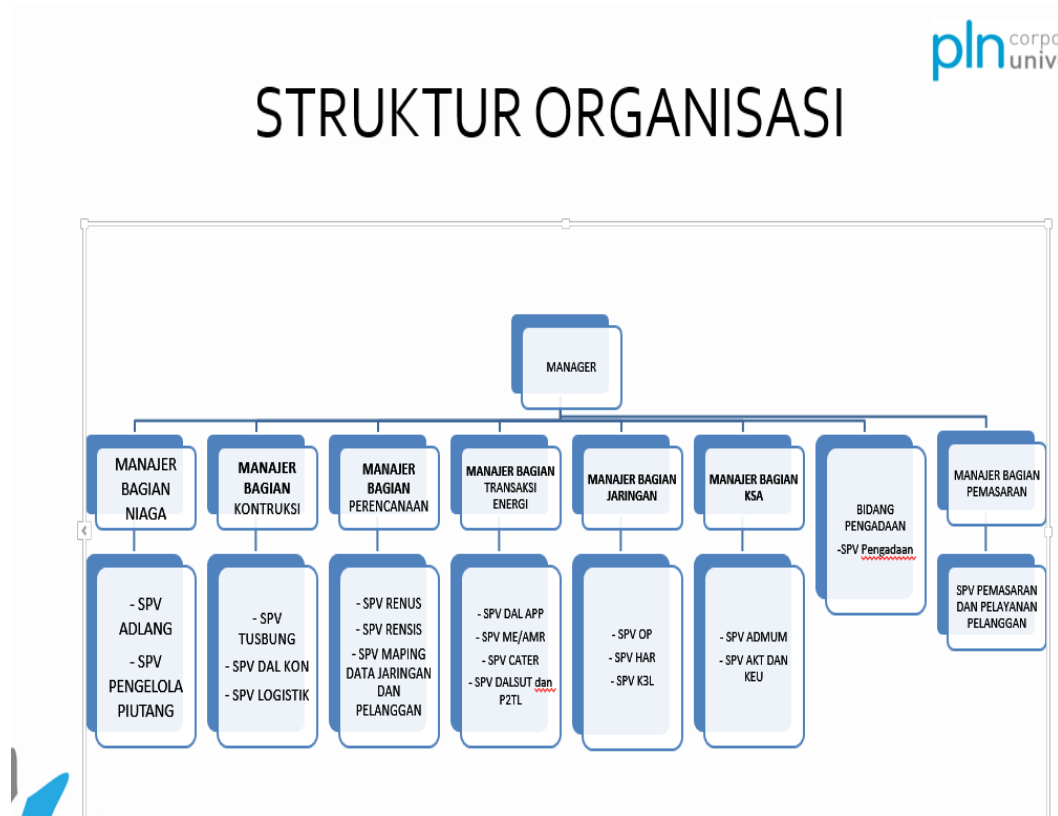 pln corpo
unive
STRUKTUR ORGANISASI
MANAGER
MANAJER
BAGIAN
NIAGA
MANAJER
BAGIAN
KONTRUKSI
MANAJER
BAGIAN
PERENCANAAN
MANAJER BAGIAN
TRANSAKSI
ENERGI
MANAJER BAGIAN
JARINGAN
MANAJER BAGIAN
KSA
BIDANG
PENGADAAN
-SPV Pengadaan
MANAJER BAGIAN
PEMASARAN
- SPV
ADLANG
- SPV
PENGELOLA
PIUTANG
- SPV
TUSBUNG
- SPV DAL KON
- SPV LOGISTIK
- SPV RENUS
- SPV RENSIS
- SPV MAPING
DATA JARINGAN
DAN
PELANGGAN
- SPV DAL APP
- SPV ME/AMR
- SPV CATER
- SPV DALSUT dan
P2TL
- SPV OP
- SPV HAR
- SPV K3L
- SPV ADMUM
- SPV AKT DAN
KEU
SPV PEMASARAN
DAN PELAYANAN
PELANGGAN